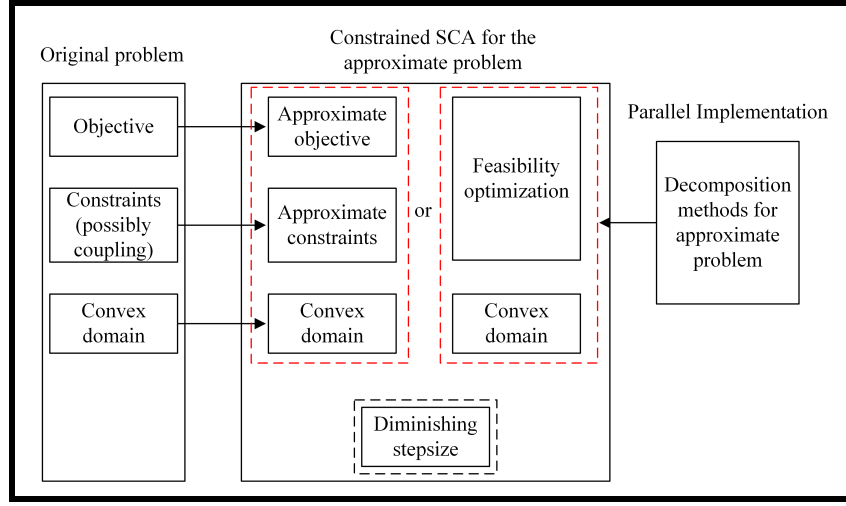 Original problem
Objective
Constraints
(possibly
coupling)
Convex
domain
Constrained SCA for the
approximate problem
Approximate
objective
Approximate
constraints
Convex
domain
or
Feasibility
optimization
Convex
domain
Diminishing
stepsize
Parallel Implementation
Decomposition
methods for
approximate
problem